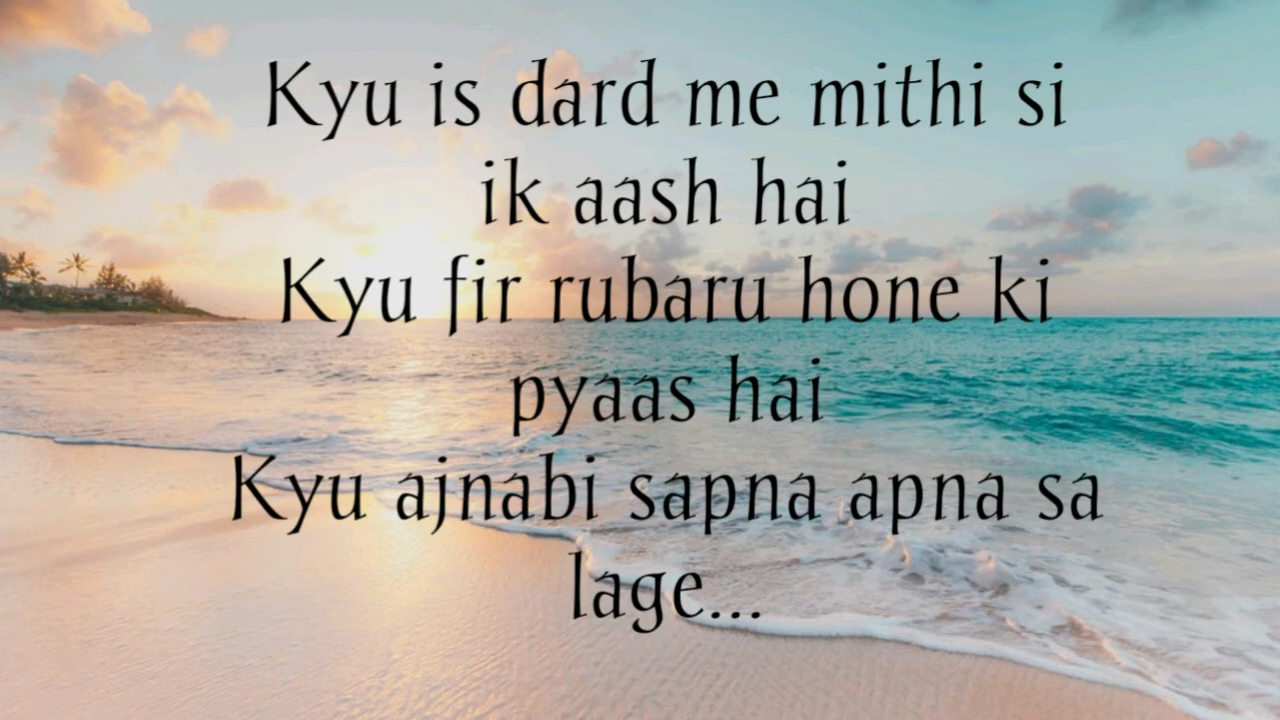 Kyu is dard me mithi si
ik aash hai
Kyu fir rubaru hone ki
pyaas hai
Kyu ajnabi sapna apna sa
lage...